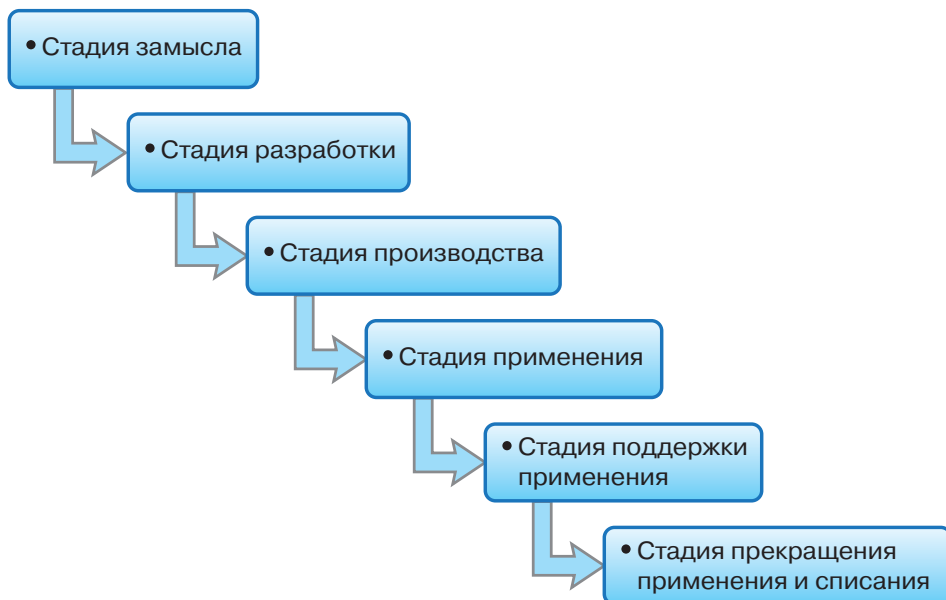 • Стадия замысла
• Стадия разработки
• Стадия производства
• Стадия применения
• Стадия поддержки
применения
• Стадия прекращения
применения и списания